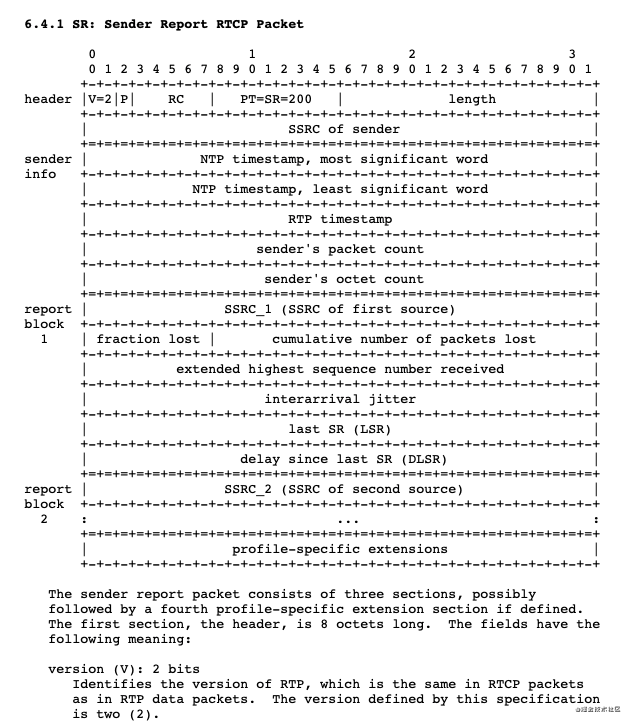 6.4.1 SR: Sender Report RTCP Packet
        0                   1                   2                   3
        0 1 2 3 4 5 6 7 8 9 0 1 2 3 4 5 6 7 8 9 0 1 2 3 4 5 6 7 8 9 0 1
       +-+-+-+-+-+-+-+-+-+-+-+-+-+-+-+-+-+-+-+-+-+-+-+-+-+-+-+-+-+-+-+-+
header |V=2|P|    RC   |   PT=SR=200   |             length            |
       +-+-+-+-+-+-+-+-+-+-+-+-+-+-+-+-+-+-+-+-+-+-+-+-+-+-+-+-+-+-+-+-+
       |                         SSRC of sender                        |
       +=+=+=+=+=+=+=+=+=+=+=+=+=+=+=+=+=+=+=+=+=+=+=+=+=+=+=+=+=+=+=+=+
sender |              NTP timestamp, most significant word             |
info   +-+-+-+-+-+-+-+-+-+-+-+-+-+-+-+-+-+-+-+-+-+-+-+-+-+-+-+-+-+-+-+-+
       |             NTP timestamp, least significant word             |
       +-+-+-+-+-+-+-+-+-+-+-+-+-+-+-+-+-+-+-+-+-+-+-+-+-+-+-+-+-+-+-+-+
       |                         RTP timestamp                         |
       +-+-+-+-+-+-+-+-+-+-+-+-+-+-+-+-+-+-+-+-+-+-+-+-+-+-+-+-+-+-+-+-+
       |                     sender's packet count                     |
       +-+-+-+-+-+-+-+-+-+-+-+-+-+-+-+-+-+-+-+-+-+-+-+-+-+-+-+-+-+-+-+-+
       |                      sender's octet count                     |
       +=+=+=+=+=+=+=+=+=+=+=+=+=+=+=+=+=+=+=+=+=+=+=+=+=+=+=+=+=+=+=+=+
report |                 SSRC_1 (SSRC of first source)                 |
block  +-+-+-+-+-+-+-+-+-+-+-+-+-+-+-+-+-+-+-+-+-+-+-+-+-+-+-+-+-+-+-+-+
  1    | fraction lost |       cumulative number of packets lost       |
       +-+-+-+-+-+-+-+-+-+-+-+-+-+-+-+-+-+-+-+-+-+-+-+-+-+-+-+-+-+-+-+-+
       |           extended highest sequence number received           |
       +-+-+-+-+-+-+-+-+-+-+-+-+-+-+-+-+-+-+-+-+-+-+-+-+-+-+-+-+-+-+-+-+
       |                      interarrival jitter                      |
       +-+-+-+-+-+-+-+-+-+-+-+-+-+-+-+-+-+-+-+-+-+-+-+-+-+-+-+-+-+-+-+-+
       |                         last SR (LSR)                         |
       +-+-+-+-+-+-+-+-+-+-+-+-+-+-+-+-+-+-+-+-+-+-+-+-+-+-+-+-+-+-+-+-+
       |                   delay since last SR (DLSR)                  |
       +=+=+=+=+=+=+=+=+=+=+=+=+=+=+=+=+=+=+=+=+=+=+=+=+=+=+=+=+=+=+=+=+
report |                 SSRC_2 (SSRC of second source)                |
block  +-+-+-+-+-+-+-+-+-+-+-+-+-+-+-+-+-+-+-+-+-+-+-+-+-+-+-+-+-+-+-+-+
  2    :                               ...                             :
       +=+=+=+=+=+=+=+=+=+=+=+=+=+=+=+=+=+=+=+=+=+=+=+=+=+=+=+=+=+=+=+=+
       |                  profile-specific extensions                  |
       +-+-+-+-+-+-+-+-+-+-+-+-+-+-+-+-+-+-+-+-+-+-+-+-+-+-+-+-+-+-+-+-+
The sender report packet consists of three sections, possibly
followed by a fourth profile-specific extension section if defined.
The first section, the header, is 8 octets long.  The fields have the
following meaning:
version (V): 2 bits
Identifies the version of RTP, which is the same in RTCP packets
as in RTP data packets.  The version defined by this specification
is two (2).
@掘金技术社区